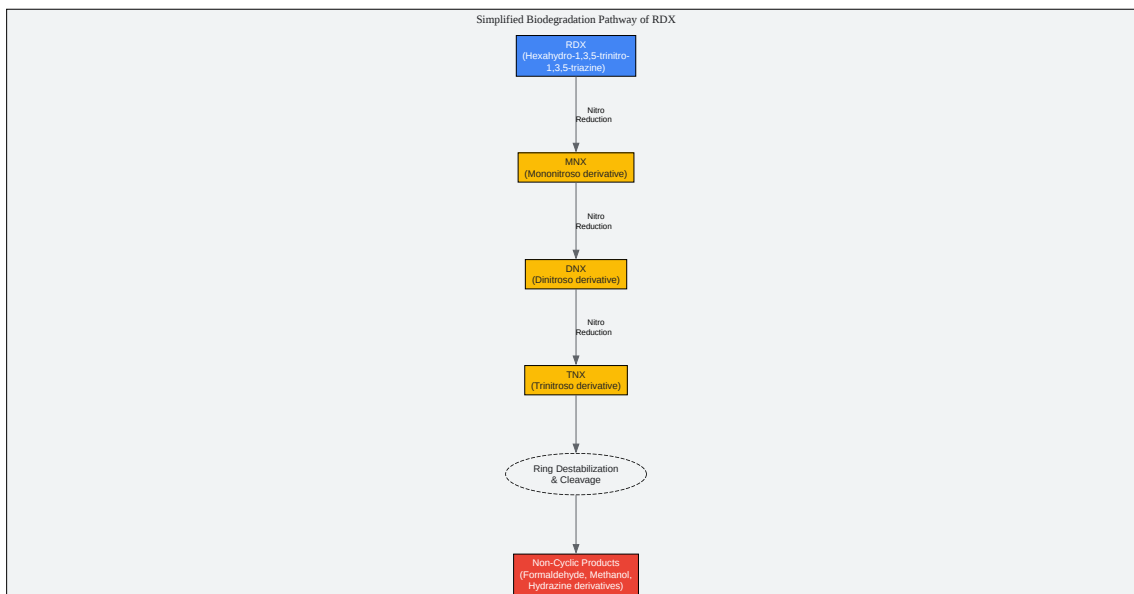 Simplified Biodegradation Pathway of RDX
RDX
(Hexahydro-1,3,5-trinitro-
1,3,5-triazine)
Nitro
Reduction
MNX
(Mononitroso derivative)
Nitro
Reduction
DNX
(Dinitroso derivative)
Nitro
Reduction
TNX
(Trinitroso derivative)
Ring Destabilization
& Cleavage
Non-Cyclic Products
(Formaldehyde, Methanol,
Hydrazine derivatives)